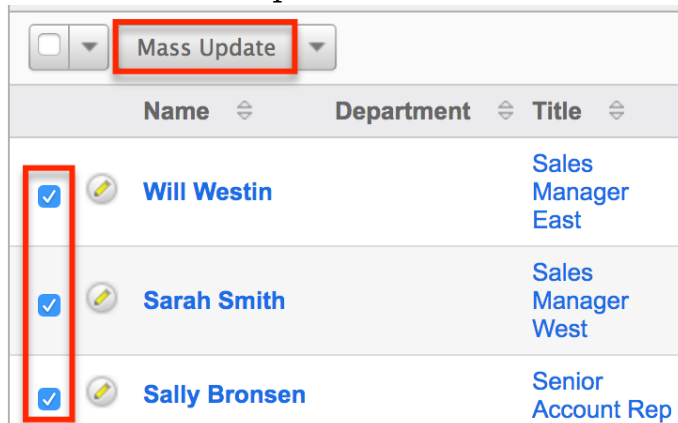 Mass Update
Name Department Title
Will Westin Sales
Manager
East
Sarah Smith Sales
Manager
West
Sally Bronsen Senior
Account Rep